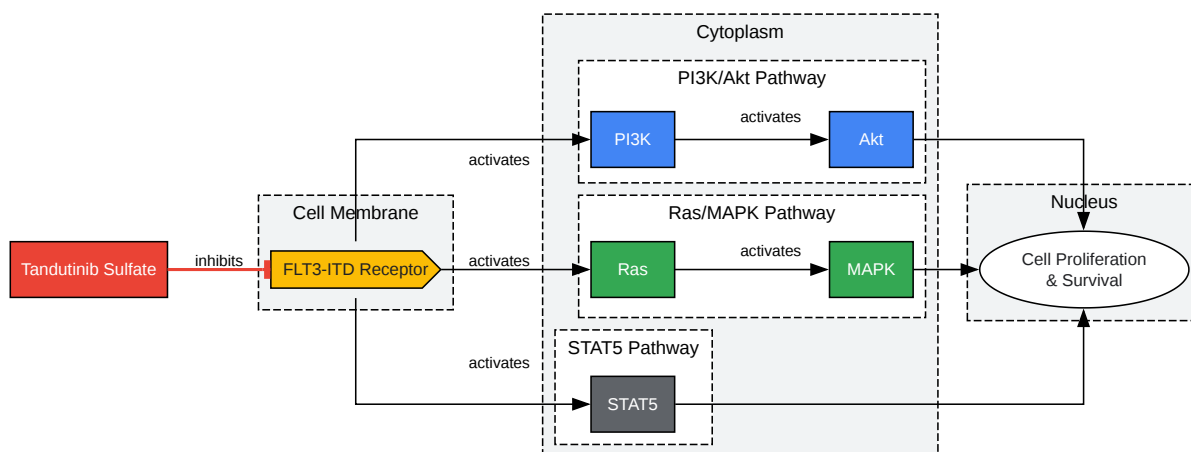 Cytoplasm
PI3K/Akt Pathway
PI3K
activates
Akt
activates
Cell Membrane
Ras/MAPK Pathway
Nucleus
Tandutinib Sulfate
inhibits
FLT3-ITD Receptor
activates
Ras
activates
MAPK
Cell Proliferation
& Survival
STAT5 Pathway
activates
STAT5